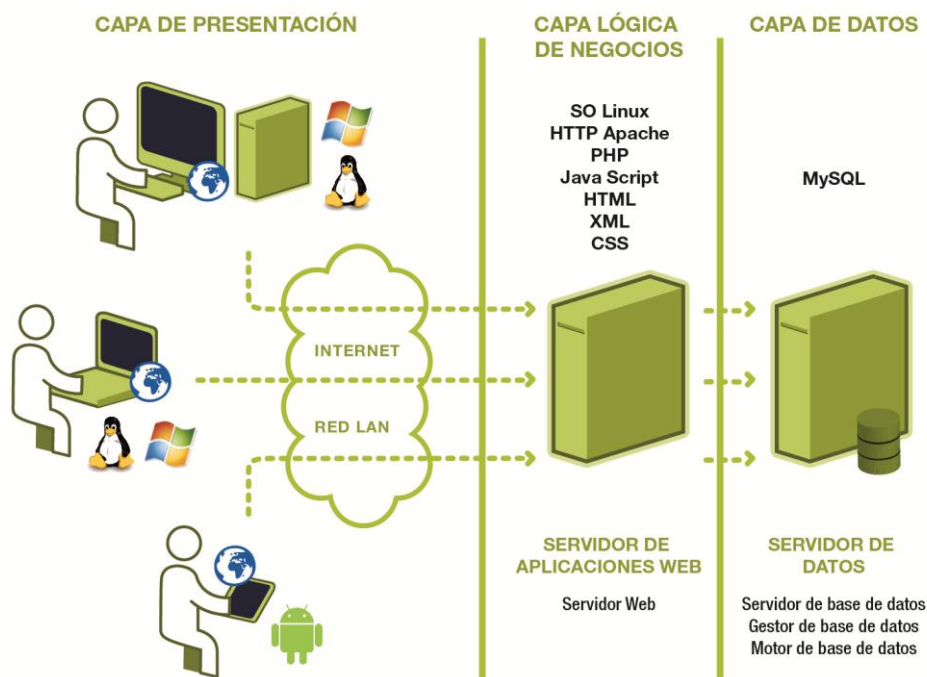 CAPA DE PRESENTACIÓN
CAPA LÓGICA
DE NEGOCIOS
CAPA DE DATOS
SO Linux
HTTP Apache
PHP
Java Script
HTML
XML
CSS
MySQL
INTERNET
RED LAN
SERVIDOR DE
APLICACIONES WEB
Servidor Web
SERVIDOR DE
DATOS
Servidor de base de datos
Gestor de base de datos
Motor de base de datos